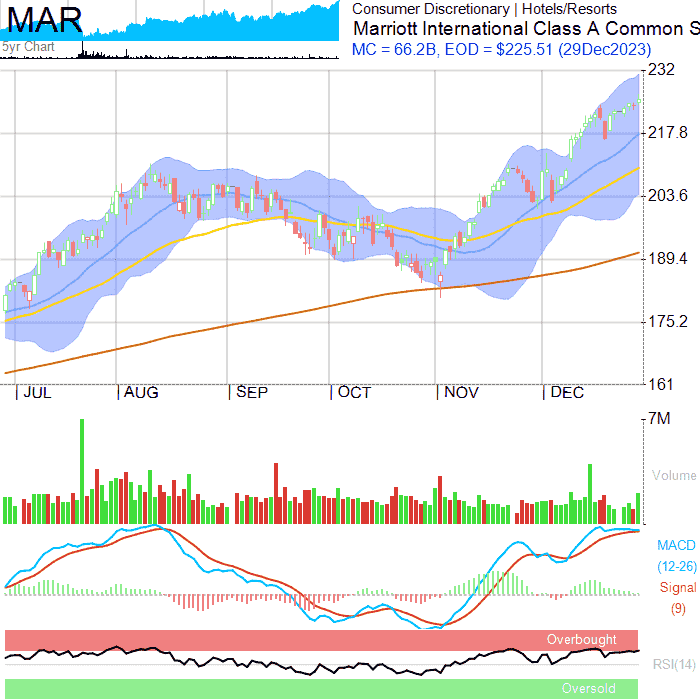 MAR
5yr Chart
Consumer Discretionary | Hotels/Resorts
Marriott International Class A Common S
MC = 66.2B, EOD = $225.51 (29Dec2023)
232
217.8
203.6
189.4
175.2
161
JUL AUG SEP OCT NOV DEC
7M
Volume
MACD
(12-26)
Signal
(9)
Overbought
RSI(14)
Oversold